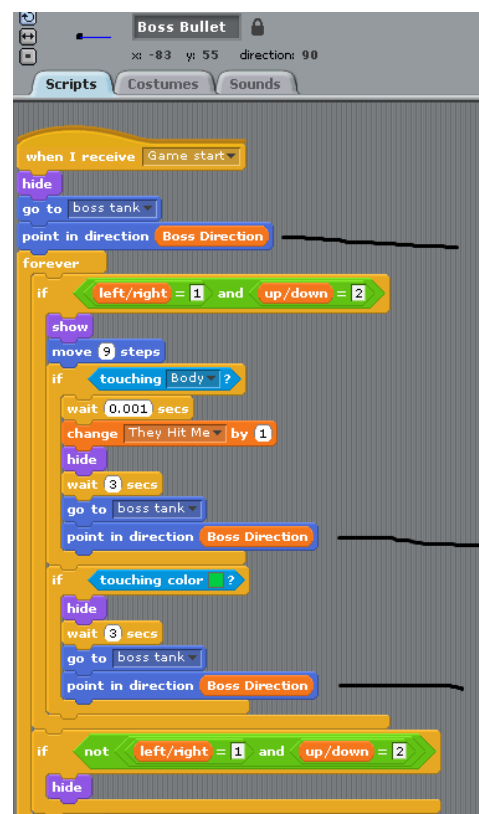 Boss Bullet
x: -83 y: 55 direction: 90
Scripts Costumes Sounds
when I receive Game start
hide
go to boss tank
point in direction Boss Direction
forever
if left/right = 1 and up/down = 2
show
move 9 steps
if touching Body ?
wait 0.001 secs
change They Hit Me by 1
hide
wait 3 secs
go to boss tank
point in direction Boss Direction
if touching color ?
hide
wait 3 secs
go to boss tank
point in direction Boss Direction
if not left/right = 1 and up/down = 2
hide